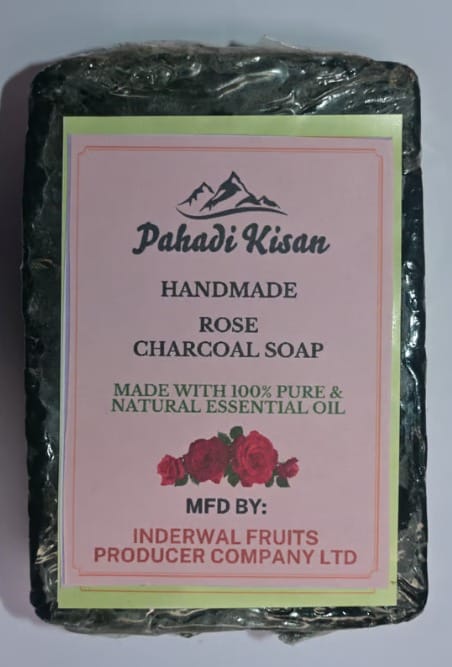 Pahadi Kisan
HANDMADE
ROSE
CHARCOAL SOAP
MADE WITH 100% PURE &
NATURAL ESSENTIAL OIL
MFD BY:
INDERWAL FRUITS
PRODUCER COMPANY LTD